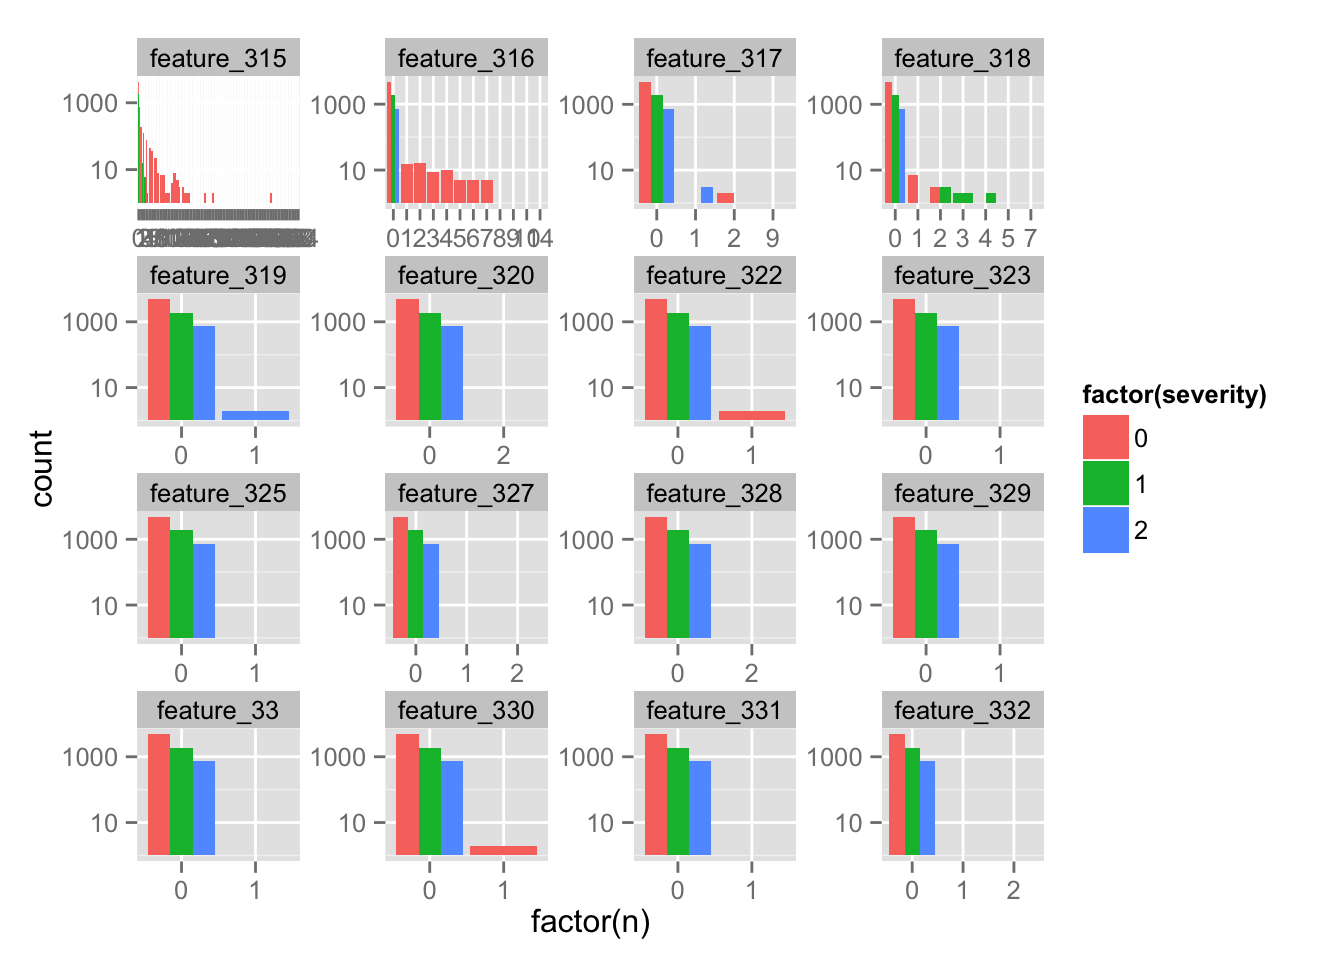 feature_315 feature_316 feature_317 feature_318
1000 1000 1000 1000
10 10 10 10
0 1 2 3 4 5 6 7 8 9 10 14 0 1 2 9 0 1 2 3 4 5 7
feature_319 feature_320 feature_322 feature_323
1000 1000 1000 1000
10 10 10 10
0 1 0 2 0 1 0 1
feature_325 feature_327 feature_328 feature_329
1000 1000 1000 1000
10 10 10 10
0 1 0 1 2 0 2 0 1
feature_33 feature_330 feature_331 feature_332
1000 1000 1000 1000
10 10 10 10
0 1 0 1 0 1 0 1 2
factor(n)
count
factor(severity)
0
1
2